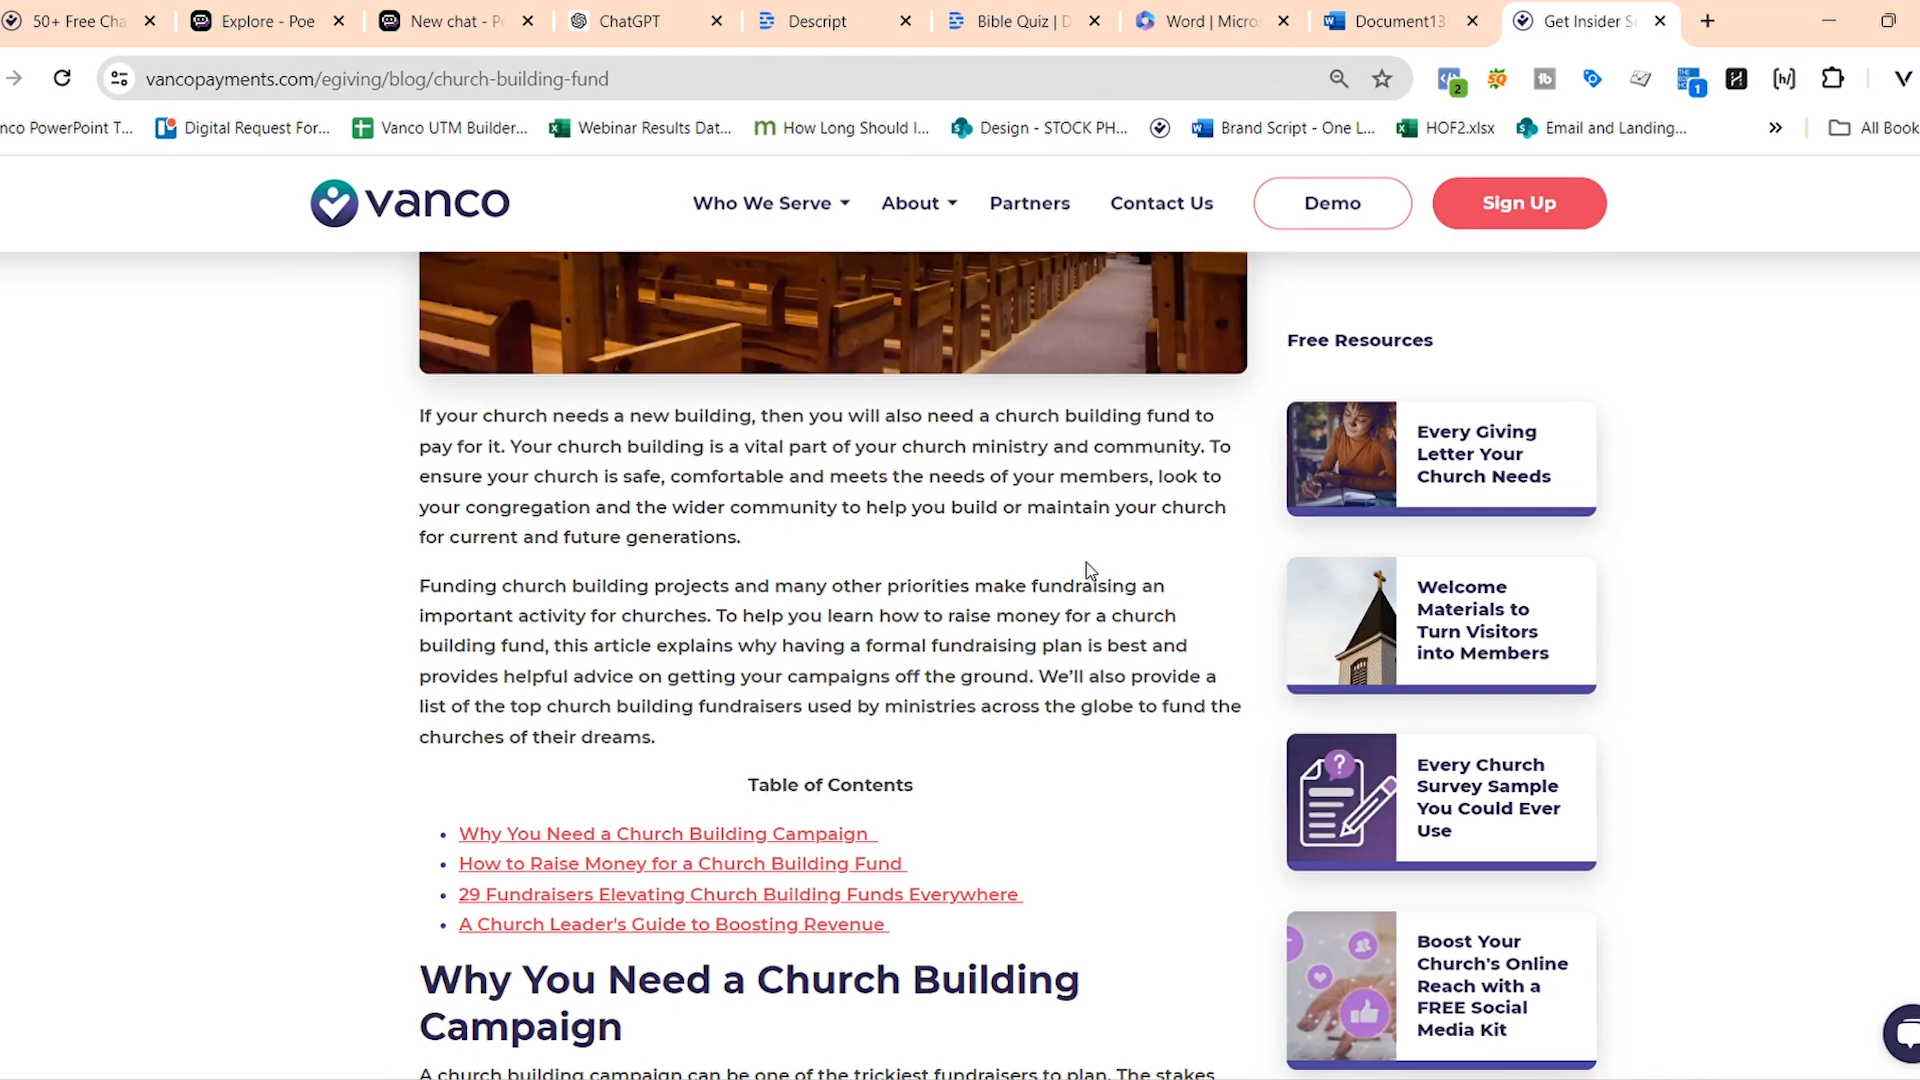 50+ Free Cha
Explore - Poe
New chat - Po
ChatGPT
Descript
Bible Quiz | D
Word | Micros
Document13
Get Insider Se
vancopayments.com/egiving/blog/church-building-fund
2
1
nco PowerPoint T...
Digital Request For...
Vanco UTM Builder...
Webinar Results Dat...
How Long Should I...
Design - STOCK PH...
Brand Script - One L...
HOF2.xlsx
Email and Landing...
All Book
vanco
Who We Serve
About
Partners
Contact Us
Demo
Sign Up
If your church needs a new building, then you will also need a church building fund to
pay for it. Your church building is a vital part of your church ministry and community. To
ensure your church is safe, comfortable and meets the needs of your members, look to
your congregation and the wider community to help you build or maintain your church
for current and future generations.
Funding church building projects and many other priorities make fundraising an
important activity for churches. To help you learn how to raise money for a church
building fund, this article explains why having a formal fundraising plan is best and
provides helpful advice on getting your campaigns off the ground. We'll also provide a
list of the top church building fundraisers used by ministries across the globe to fund the
churches of their dreams.
Table of Contents
Why You Need a Church Building Campaign
How to Raise Money for a Church Building Fund
29 Fundraisers Elevating Church Building Funds Everywhere
A Church Leader's Guide to Boosting Revenue
Why You Need a Church Building
Campaign
A church building campaign can be one of the trickiest fundraisers to plan. The stakes
Free Resources
Every Giving
Letter Your
Church Needs
Welcome
Materials to
Turn Visitors
into Members
Every Church
Survey Sample
You Could Ever
Use
Boost Your
Church's Online
Reach with a
FREE Social
Media Kit